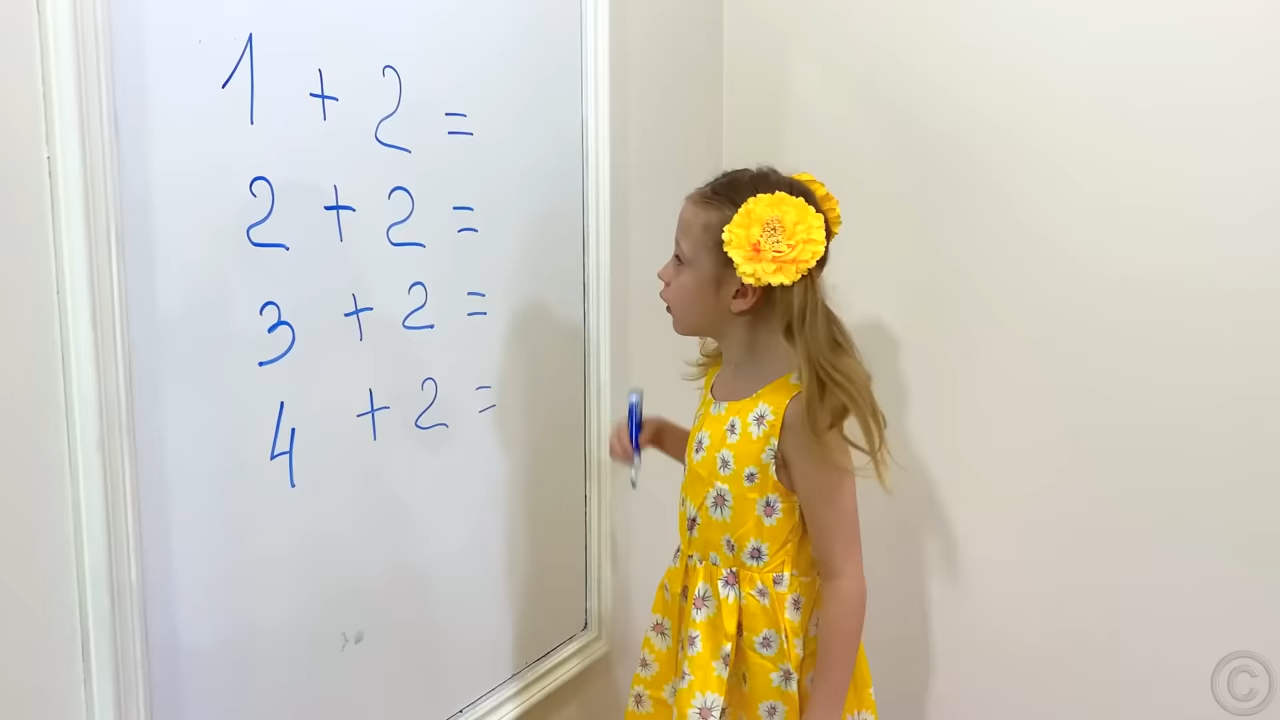 1 + 2 =
2 + 2 =
3 + 2 =
4 + 2 =
©